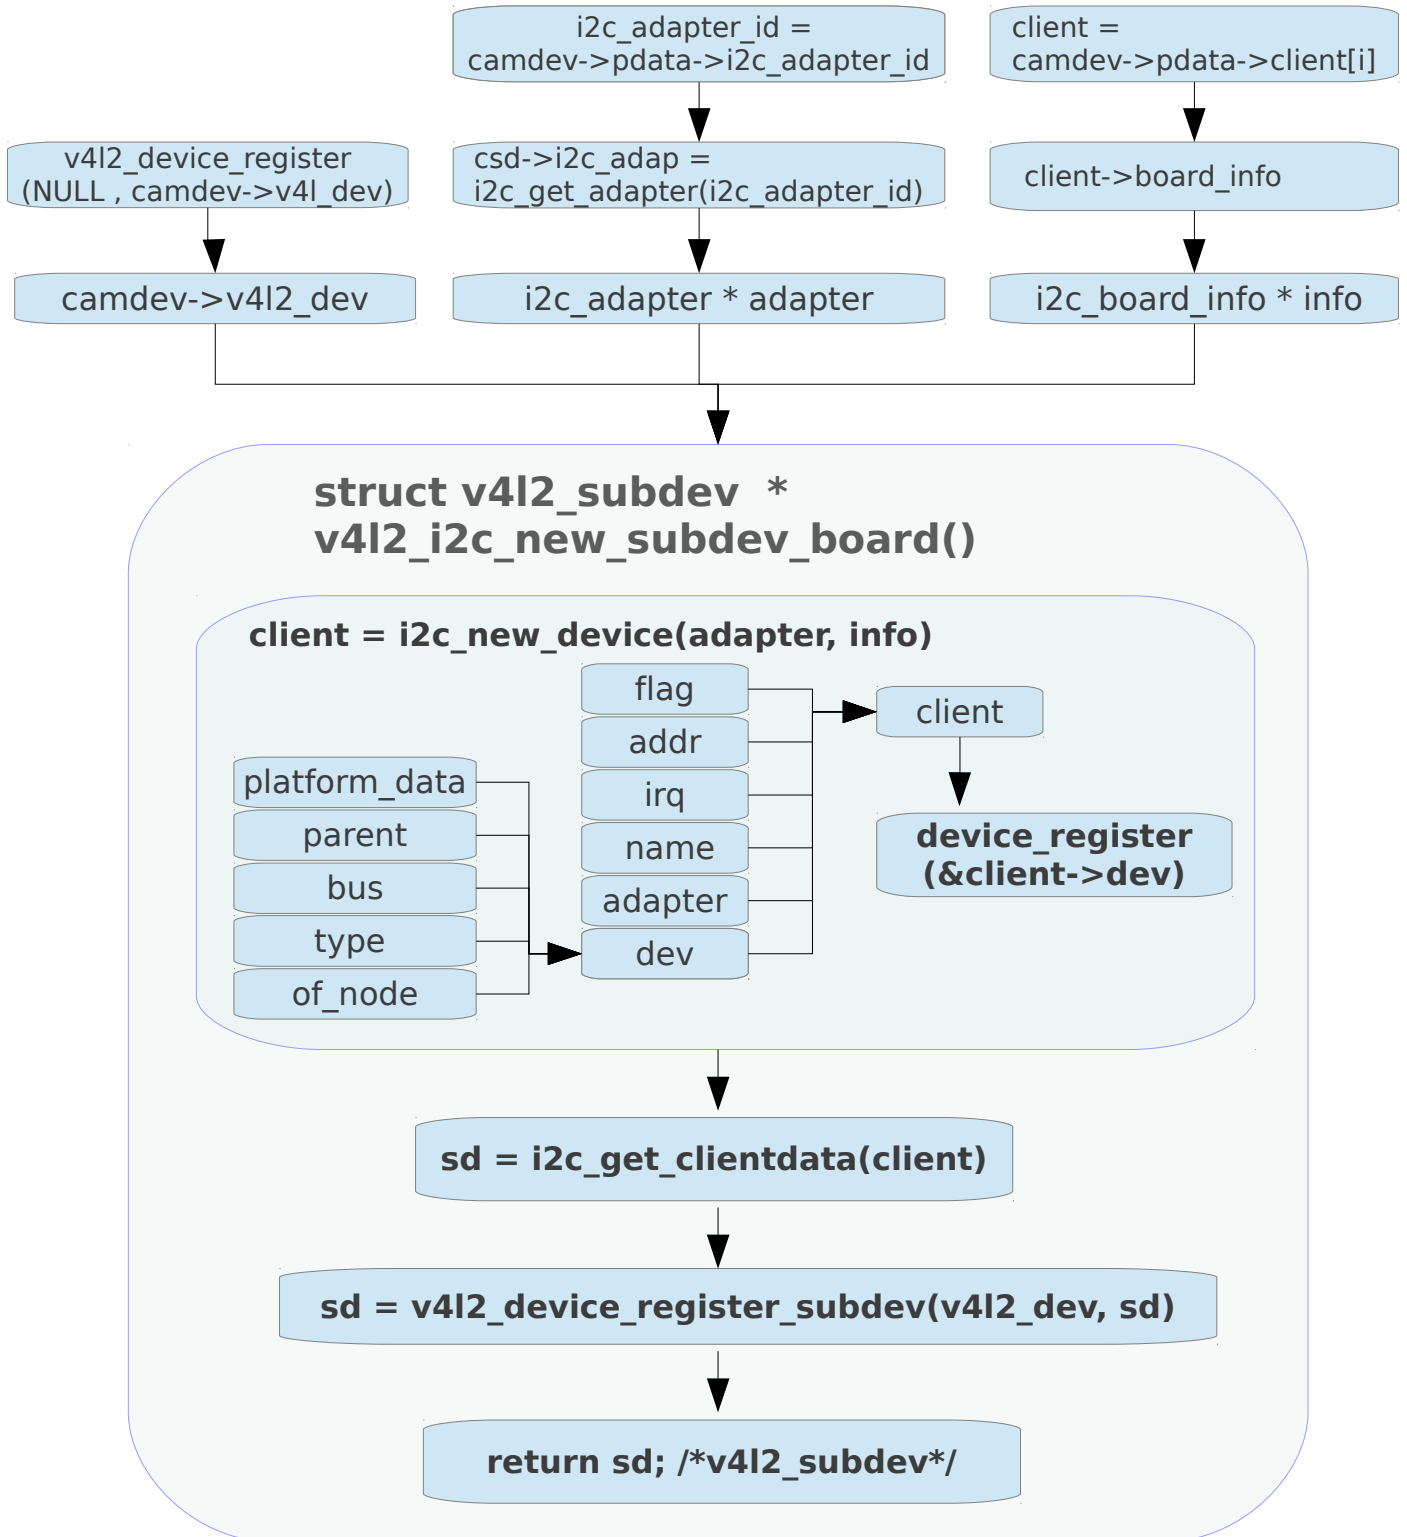 i2c_adapter_id =
camdev->pdata->i2c_adapter_id
client =
camdev->pdata->client[i]
v4l2_device_register
(NULL , camdev->v4l_dev)
csd->i2c_adap =
i2c_get_adapter(i2c_adapter_id)
client->board_info
camdev->v4l2_dev
i2c_adapter * adapter
i2c_board_info * info
struct v4l2_subdev  *
v4l2_i2c_new_subdev_board()
client = i2c_new_device(adapter, info)
flag
addr
irq
name
adapter
dev
platform_data
parent
bus
type
of_node
client
device_register
(&client->dev)
sd = i2c_get_clientdata(client)
sd = v4l2_device_register_subdev(v4l2_dev, sd)
return sd; /*v4l2_subdev*/